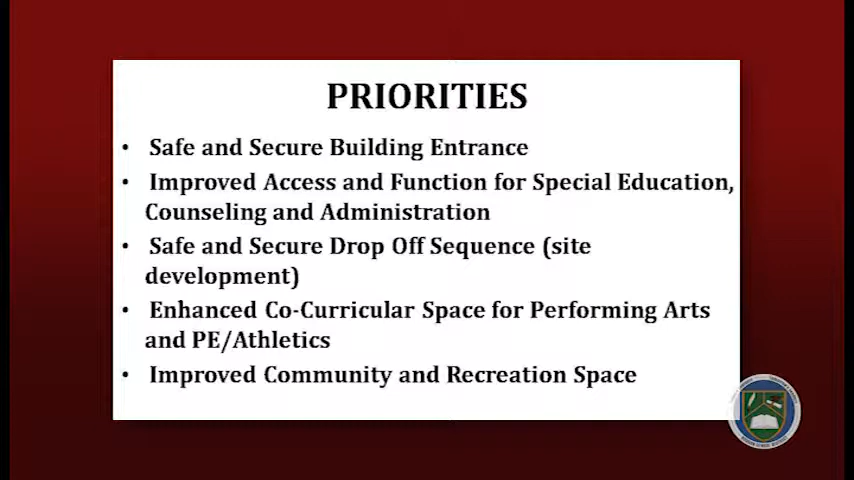 PRIORITIES
• Safe and Secure Building Entrance
• Improved Access and Function for Special Education,
Counseling and Administration
• Safe and Secure Drop Off Sequence (site
development)
• Enhanced Co-Curricular Space for Performing Arts
and PE/Athletics
• Improved Community and Recreation Space